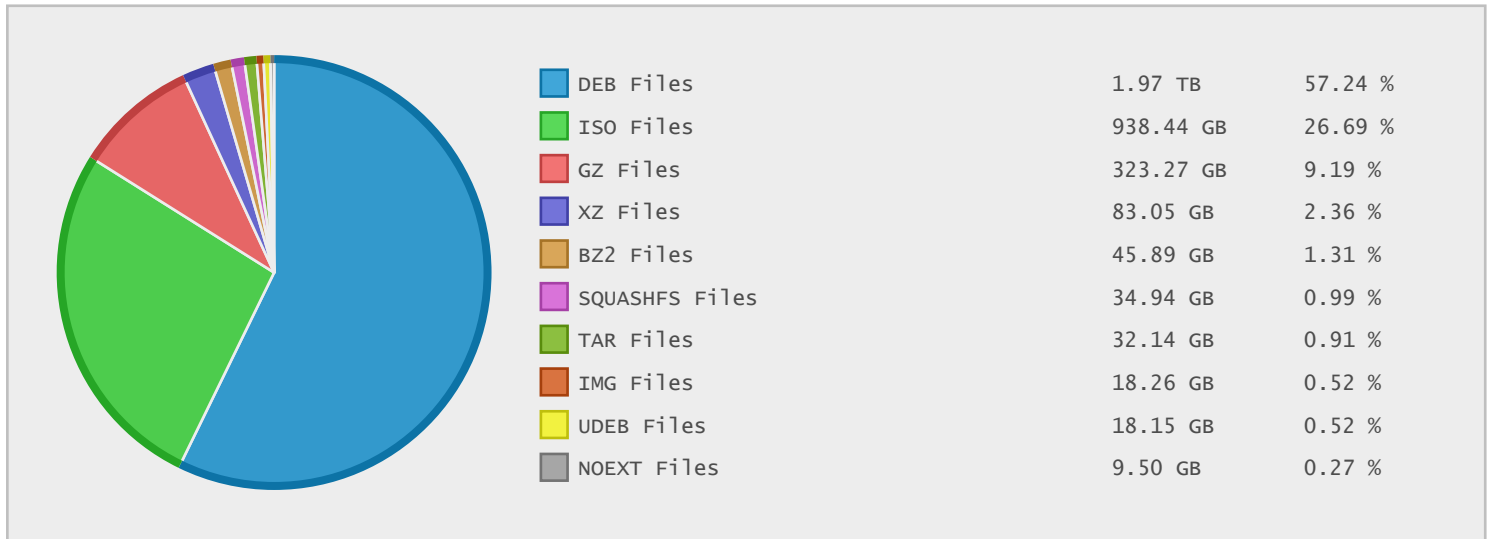 DEB Files 1.97 TB 57.24 %
ISO Files 938.44 GB 26.69 %
GZ Files 323.27 GB 9.19 %
XZ Files 83.05 GB 2.36 %
BZ2 Files 45.89 GB 1.31 %
SQUASHFS Files 34.94 GB 0.99 %
TAR Files 32.14 GB 0.91 %
IMG Files 18.26 GB 0.52 %
UDEB Files 18.15 GB 0.52 %
NOEXT Files 9.50 GB 0.27 %